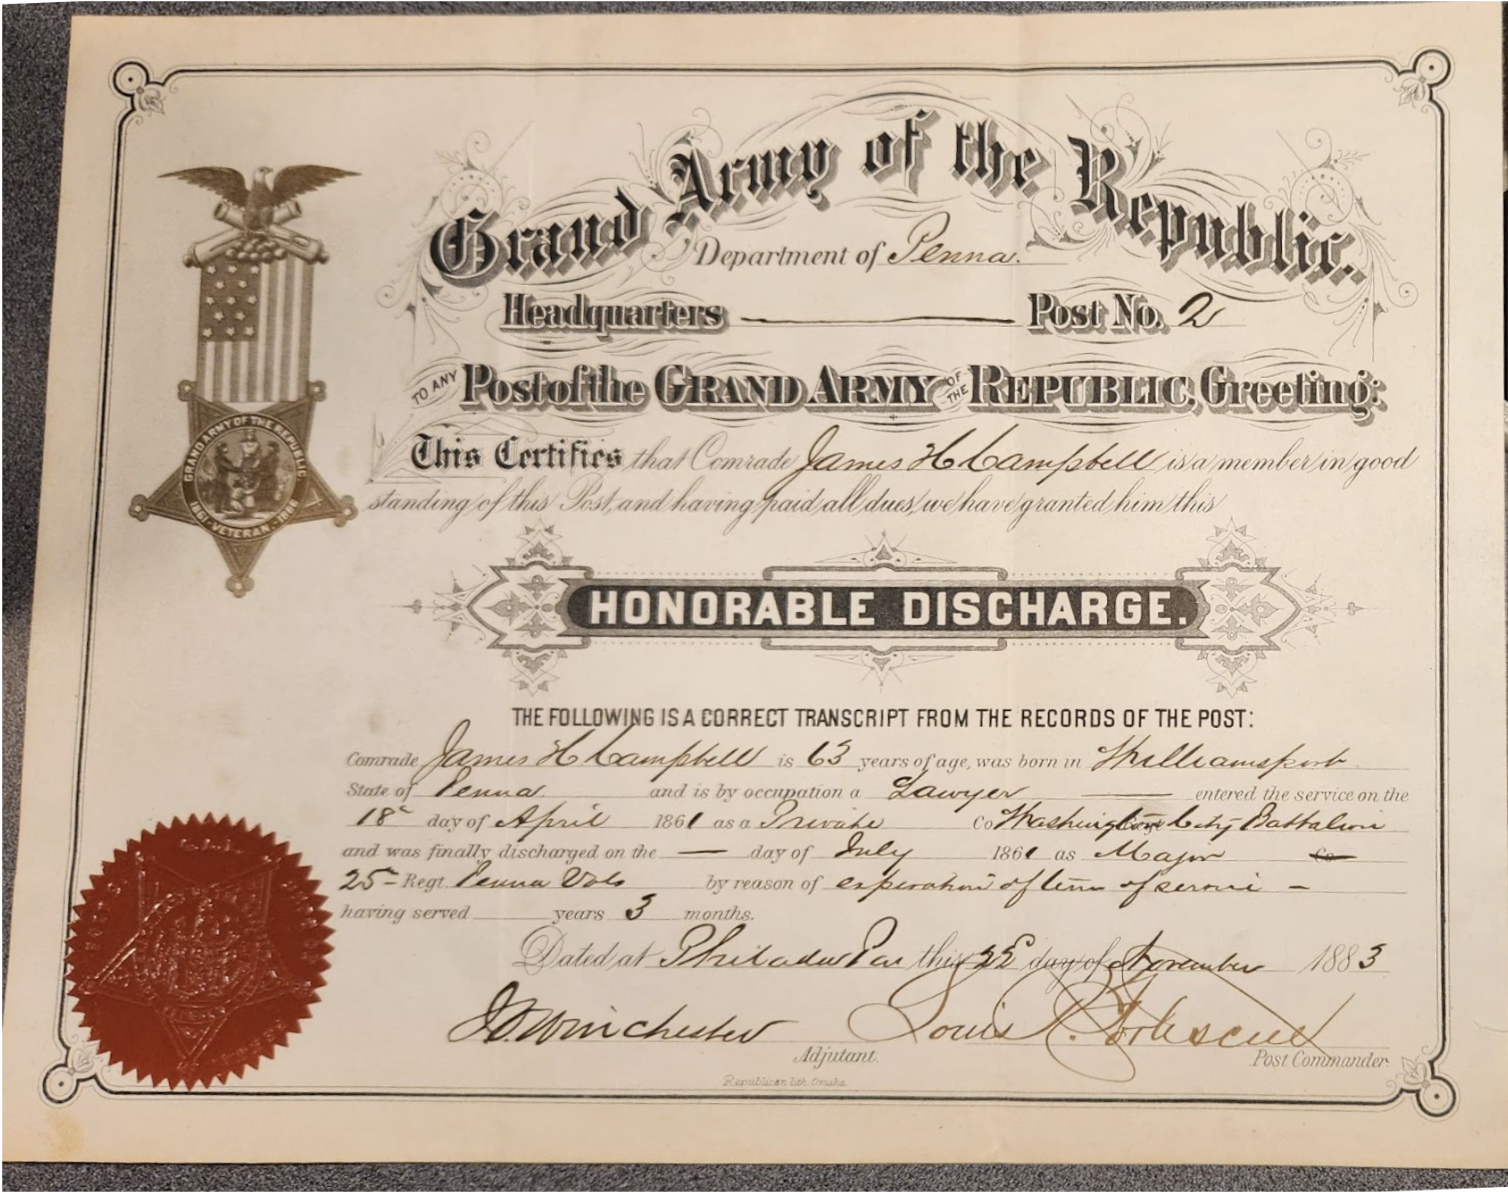 Grand Army of the Republic.
Department of Penna.
Headquarters Post No. 2
TO ANY Post of the GRAND ARMY OF THE REPUBLIC, Greeting:
This Certifies that Comrade James H Campbell is a member in good
standing of this Post, and having paid all dues, we have granted him this
GRAND ARMY OF THE REPUBLIC
1861 - VETERAN - 1866
HONORABLE DISCHARGE.
THE FOLLOWING IS A CORRECT TRANSCRIPT FROM THE RECORDS OF THE POST:
Comrade James H Campbell is 63 years of age, was born in Williamsport
State of Penna and is by occupation a Lawyer entered the service on the
18" day of April 1861 as a Private Co Washington City Battalion
and was finally discharged on the — day of July 1861 as Major Co
25" Regt. Penna Vols by reason of expiration of term of service —
having served years 3 months.
Dated at Philada Pa this 22 day of November 1883
Winchester Louis R. Fortescue
Adjutant. Post Commander.
Republican lith. Omaha.